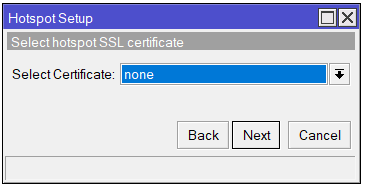 Hotspot Setup
Select hotspot SSL certificate
Select Certificate: none
Back Next Cancel